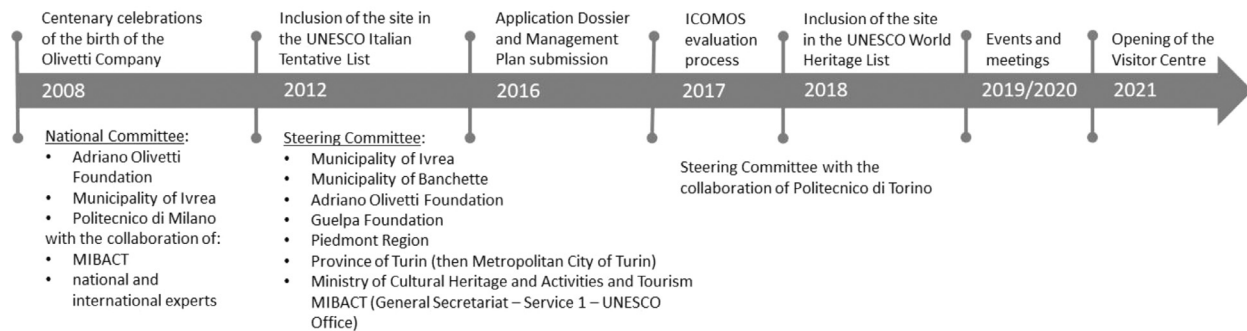 Centenary celebrations
of the birth of the
Olivetti Company
Inclusion of the site in
the UNESCO Italian
Tentative List
Application Dossier
and Management
Plan submission
ICOMOS
evaluation
process
Inclusion of the site
in the UNESCO World
Heritage List
Events and
meetings
Opening of the
Visitor Centre
2008
2012
2016
2017
2018
2019/2020
2021
National Committee:
• Adriano Olivetti
Foundation
• Municipality of Ivrea
• Politecnico di Milano
with the collaboration of:
• MIBACT
• national and
international experts
Steering Committee:
• Municipality of Ivrea
• Municipality of Banchette
• Adriano Olivetti Foundation
• Guelpa Foundation
• Piedmont Region
• Province of Turin (then Metropolitan City of Turin)
• Ministry of Cultural Heritage and Activities and Tourism
MIBACT (General Secretariat – Service 1 – UNESCO
Office)
Steering Committee with the
collaboration of Politecnico di Torino